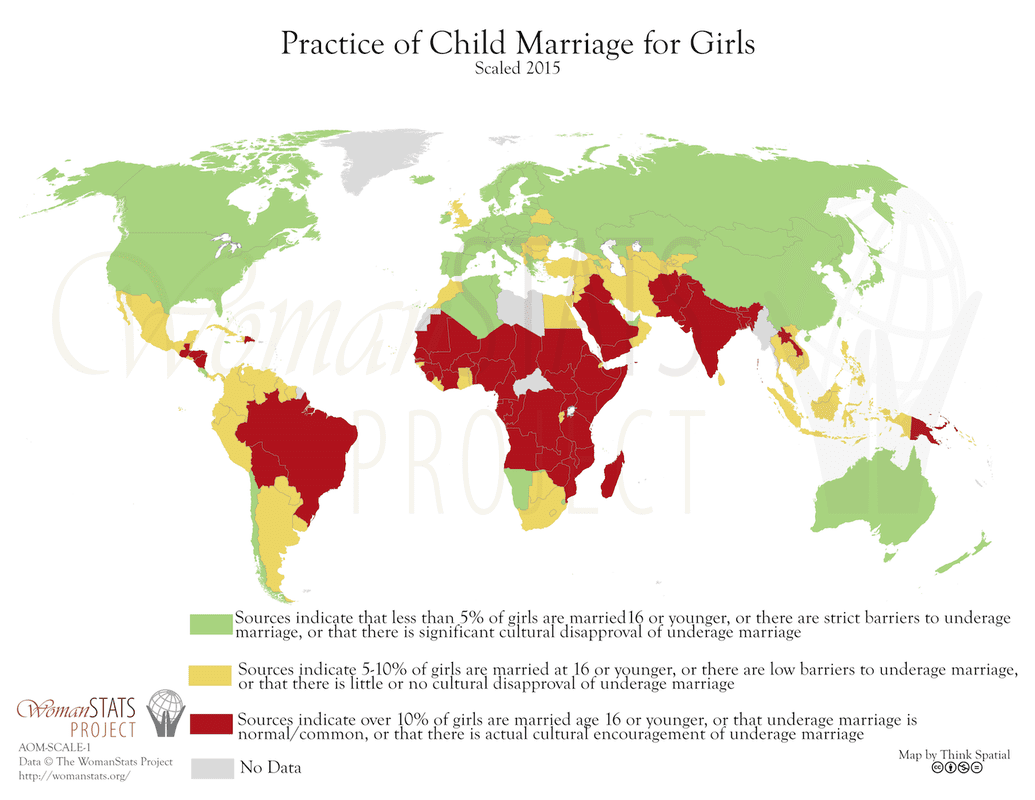 Practice of Child Marriage for Girls
Scaled 2015
WomanSTATS
PROJECT
Sources indicate that less than 5% of girls are married16 or younger, or there are strict barriers to underage
marriage, or that there is significant cultural disapproval of underage marriage
Sources indicate 5-10% of girls are married at 16 or younger, or there are low barriers to underage marriage,
or that there is little or no cultural disapproval of underage marriage
Sources indicate over 10% of girls are married age 16 or younger, or that underage marriage is
normal/common, or that there is actual cultural encouragement of underage marriage
No Data
WomanSTATS
PROJECT
AOM-SCALE-1
Data © The WomanStats Project
http://womanstats.org/
Map by Think Spatial